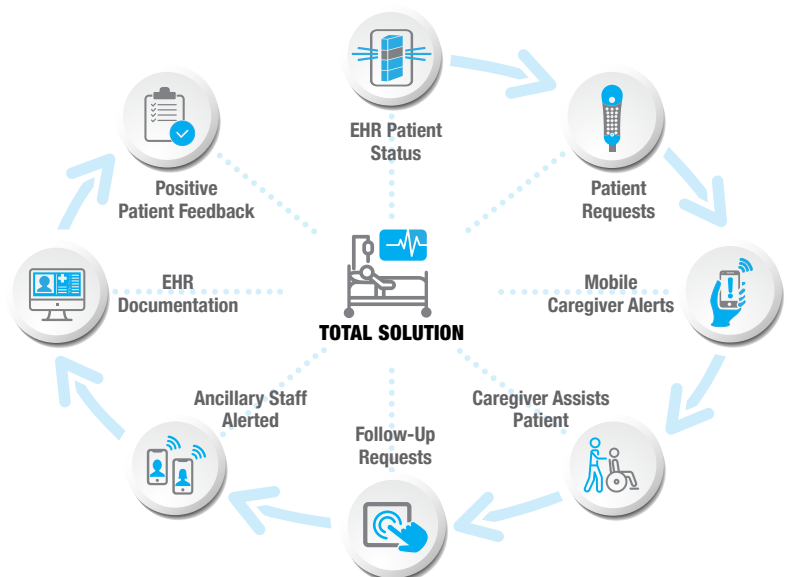 EHR Patient
Status
Patient
Requests
Mobile
Caregiver Alerts
Caregiver Assists
Patient
Follow-Up
Requests
Ancillary Staff
Alerted
EHR
Documentation
Positive
Patient Feedback
TOTAL SOLUTION